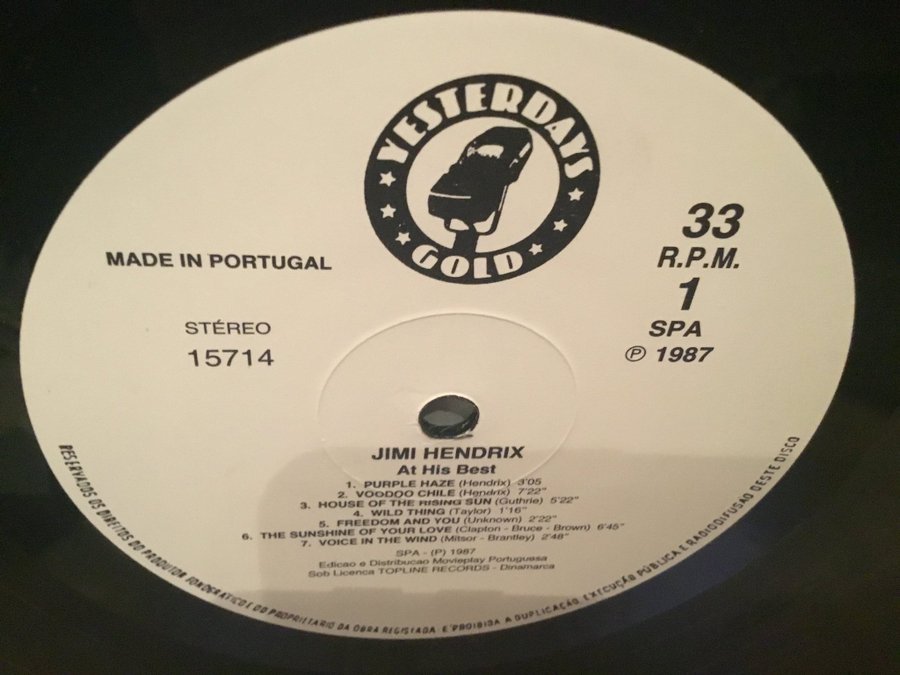 YESTERDAYS
GOLD
MADE IN PORTUGAL
STÉREO
15714
33
R.P.M.
1
SPA
℗ 1987
JIMI HENDRIX
At His Best
1. PURPLE HAZE (Hendrix) 3'05
2. VOODOO CHILE (Hendrix) 7'22"
3. HOUSE OF THE RISING SUN (Guthrie) 5'22"
4. WILD THING (Taylor) 1'16"
5. FREEDOM AND YOU (Unknown) 2'22"
6. THE SUNSHINE OF YOUR LOVE (Clapton - Bruce - Brown) 6'45"
7. VOICE IN THE WIND (Mitsor - Brantley) 2'48"
SPA - (P) 1987
Edicao e Distribucao Movieplay Portuguesa
Sob Licenca TOPLINE RECORDS - Dinamarca
RESERVADOS OS DIREITOS DO PRODUTOR FONOGRATICO E DO PROPRIETARIO DA OBRA REGISTADA. E'PROIBIDA A DUPLICAÇÃO, EXECUÇÃO PÚBLICA E RADIODIFUSÃO DESTE DISCO